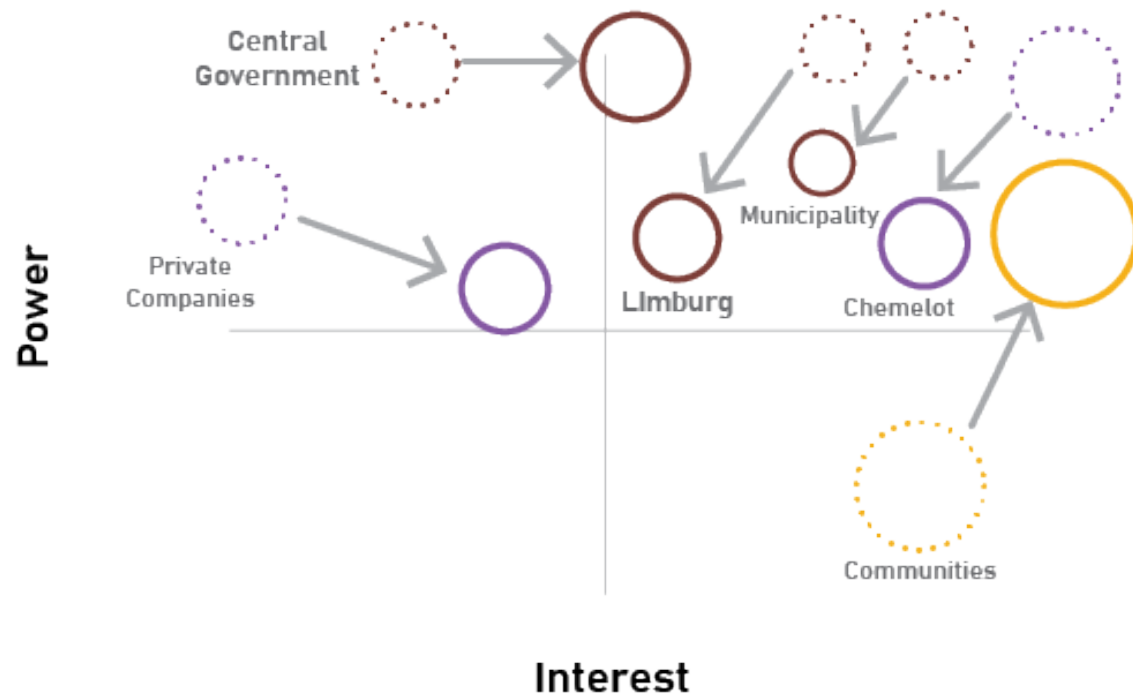 Central
Government
Private
Companies
Municipality
LImburg
Chemelot
Power
Communities
Interest